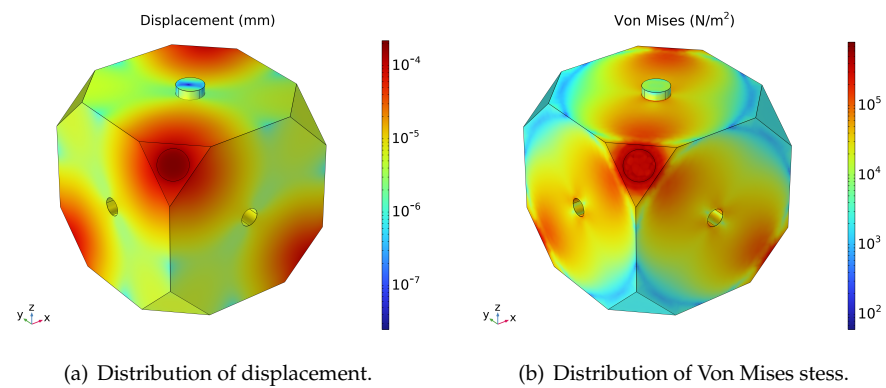 Displacement (mm)
10⁻⁴
10⁻⁵
10⁻⁶
10⁻⁷
z
y x
(a) Distribution of displacement.
Von Mises (N/m²)
10⁵
10⁴
10³
10²
z
y x
(b) Distribution of Von Mises stess.